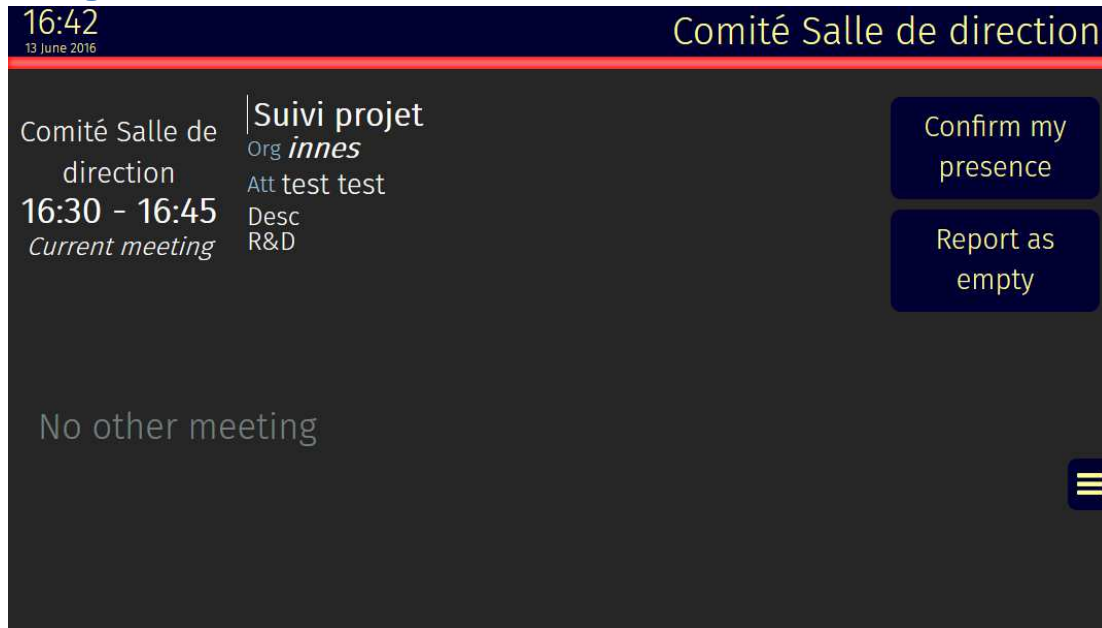 16:42
13 June 2016
Comité Salle de direction
Comité Salle de
direction
16:30 - 16:45
Current meeting
Suivi projet
Org innes
Att test test
Desc
R&D
Confirm my
presence
Report as
empty
No other meeting